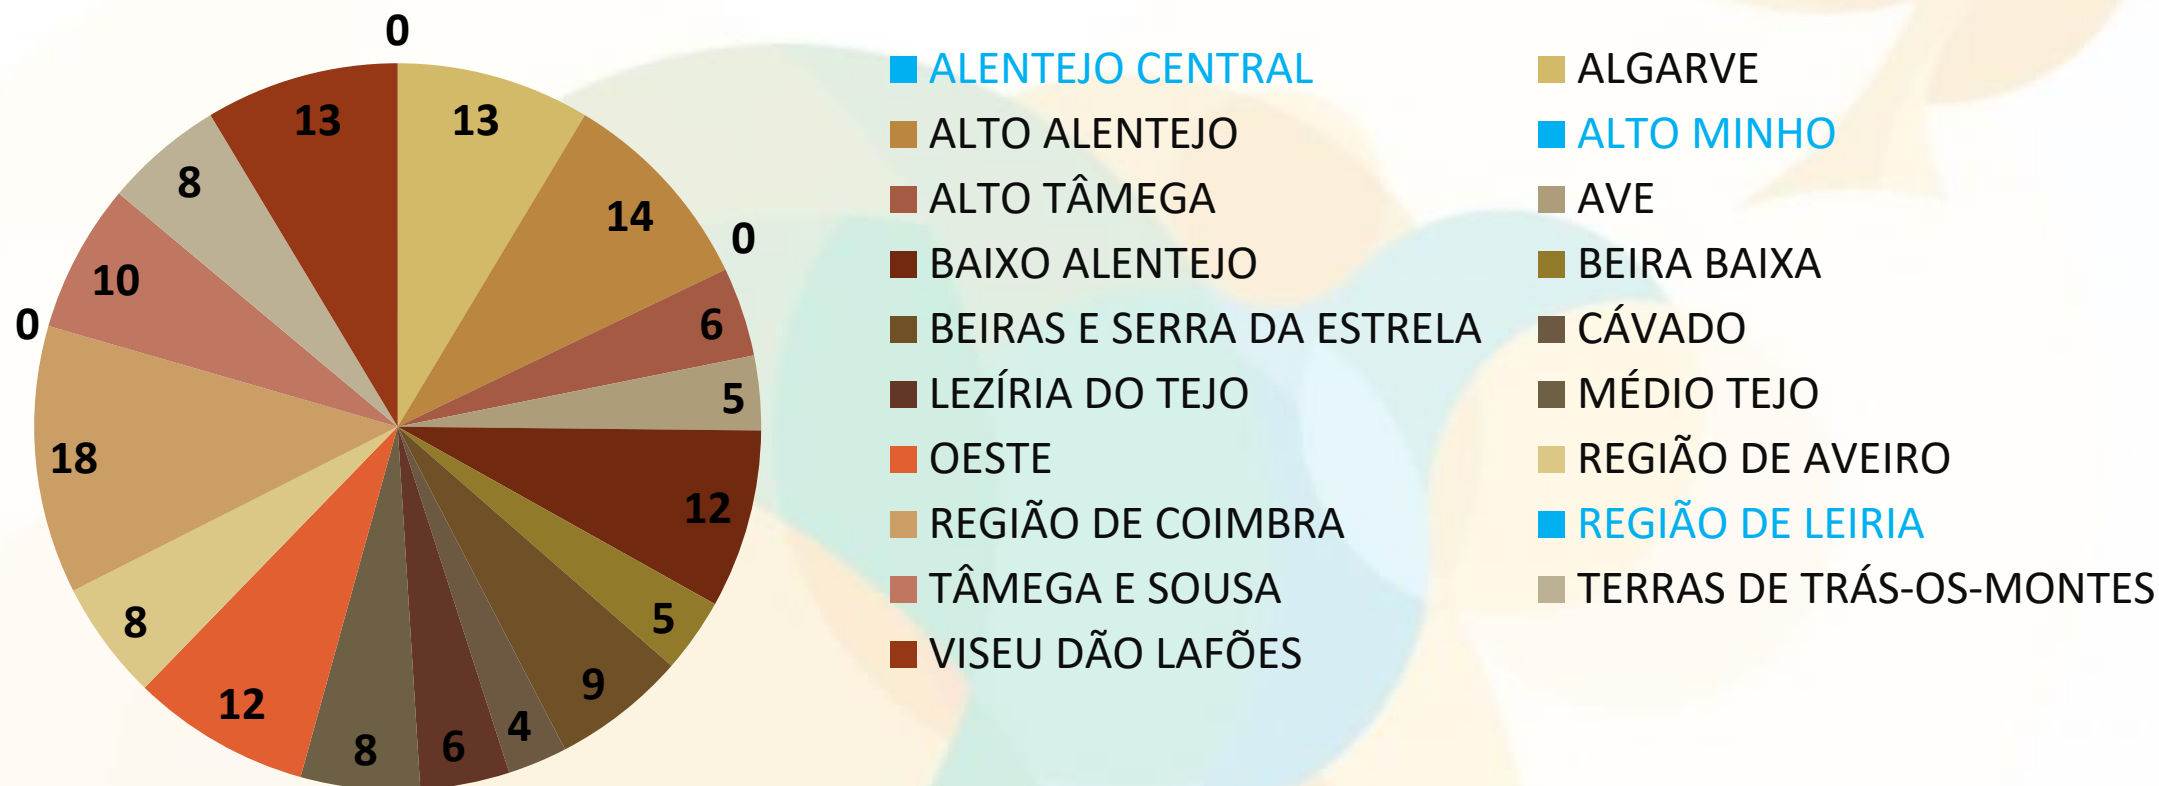 0
13
14
0
6
5
12
5
9
4
6
8
12
8
18
0
10
8
13
ALENTEJO CENTRAL
ALGARVE
ALTO ALENTEJO
ALTO MINHO
ALTO TÂMEGA
AVE
BAIXO ALENTEJO
BEIRA BAIXA
BEIRAS E SERRA DA ESTRELA
CÁVADO
LEZÍRIA DO TEJO
MÉDIO TEJO
OESTE
REGIÃO DE AVEIRO
REGIÃO DE COIMBRA
REGIÃO DE LEIRIA
TÂMEGA E SOUSA
TERRAS DE TRÁS-OS-MONTES
VISEU DÃO LAFÕES